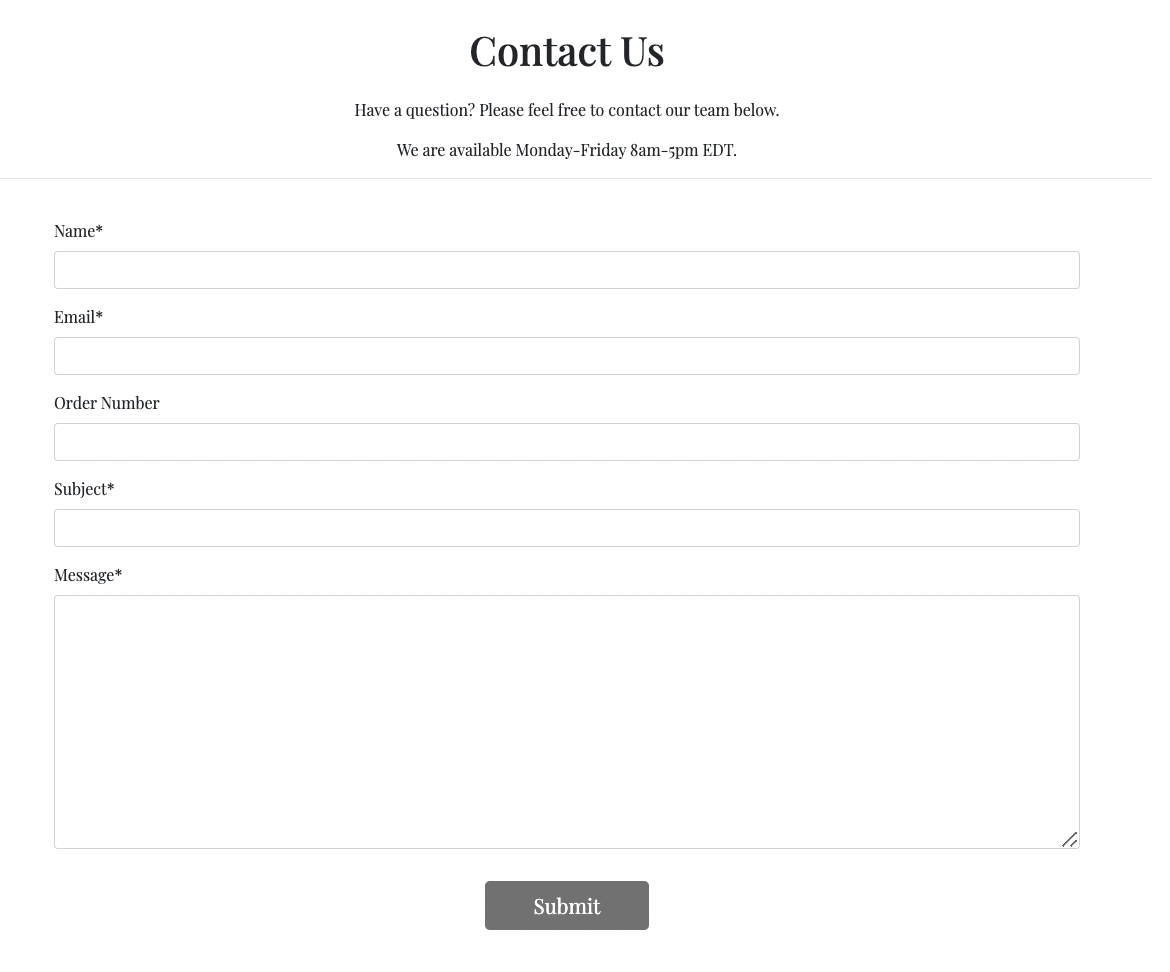 Contact Us
Have a question? Please feel free to contact our team below.
We are available Monday-Friday 8am-5pm EDT.
Name*
Email*
Order Number
Subject*
Message*
Submit